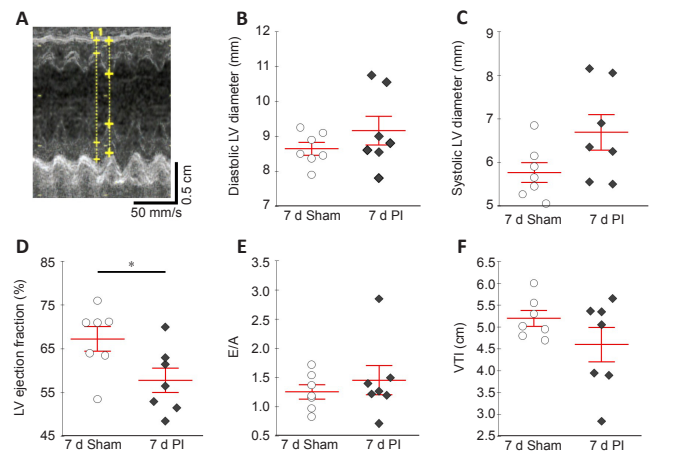 A
1 1
0.5 cm
50 mm/s
B
Diastolic LV diameter (mm)
12
11
10
9
8
7
7 d Sham
7 d PI
C
Systolic LV diameter (mm)
9
8
7
6
5
7 d Sham
7 d PI
D
LV ejection fraction (%)
85
75
65
55
45
*
7 d Sham
7 d PI
E
E/A
3.5
3.0
2.5
2.0
1.5
1.0
0.5
7 d Sham
7 d PI
F
VTI (cm)
6.5
6.0
5.5
5.0
4.5
4.0
3.5
3.0
2.5
7 d Sham
7 d PI